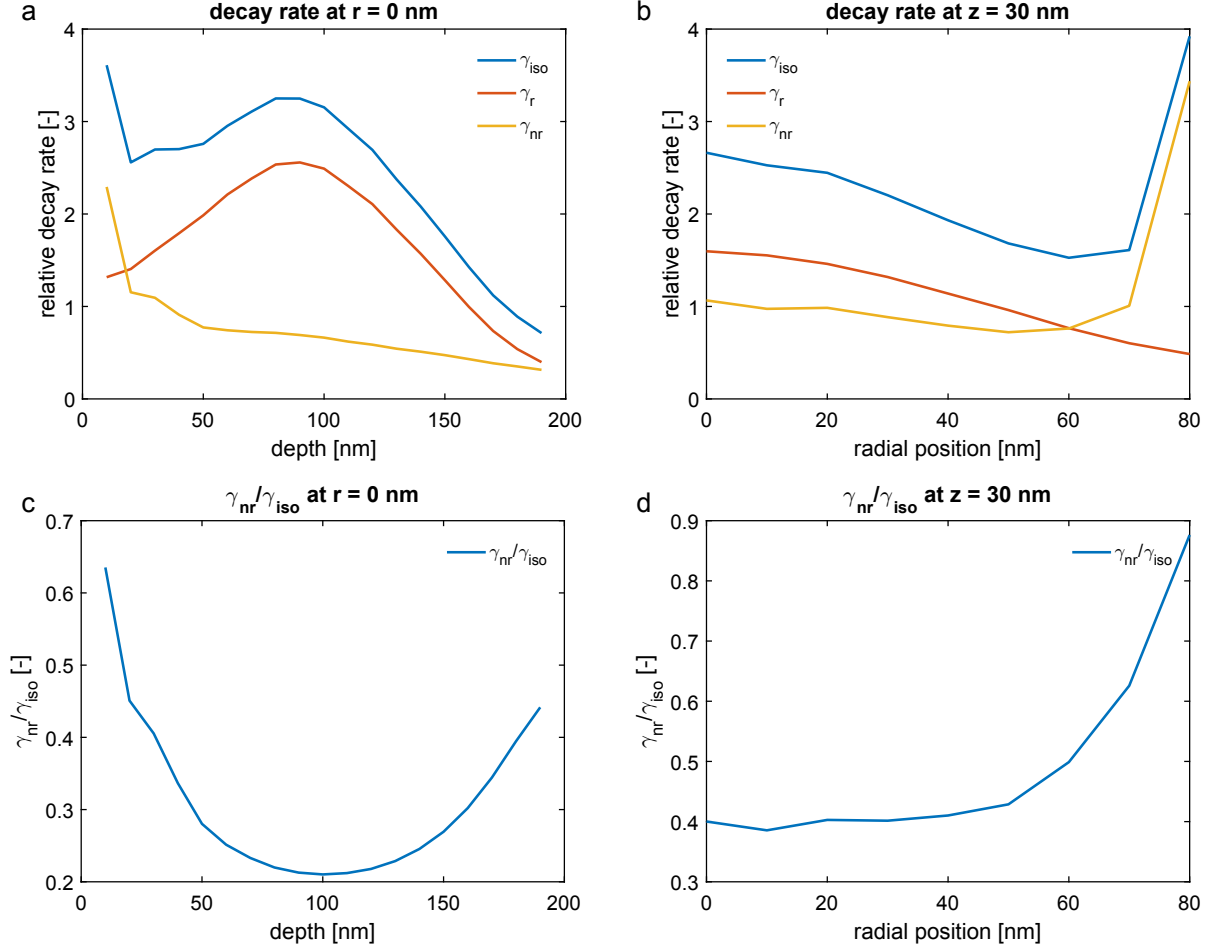 a
decay rate at r = 0 nm
4
3
2
1
0
relative decay rate [-]
γiso
γr
γnr
0 50 100 150 200
depth [nm]
b
decay rate at z = 30 nm
4
3
2
1
0
relative decay rate [-]
γiso
γr
γnr
0 20 40 60 80
radial position [nm]
c
γnr/γiso at r = 0 nm
0.7
0.6
0.5
0.4
0.3
0.2
γnr/γiso [-]
γnr/γiso
0 50 100 150 200
depth [nm]
d
γnr/γiso at z = 30 nm
0.9
0.8
0.7
0.6
0.5
0.4
0.3
γnr/γiso [-]
γnr/γiso
0 20 40 60 80
radial position [nm]